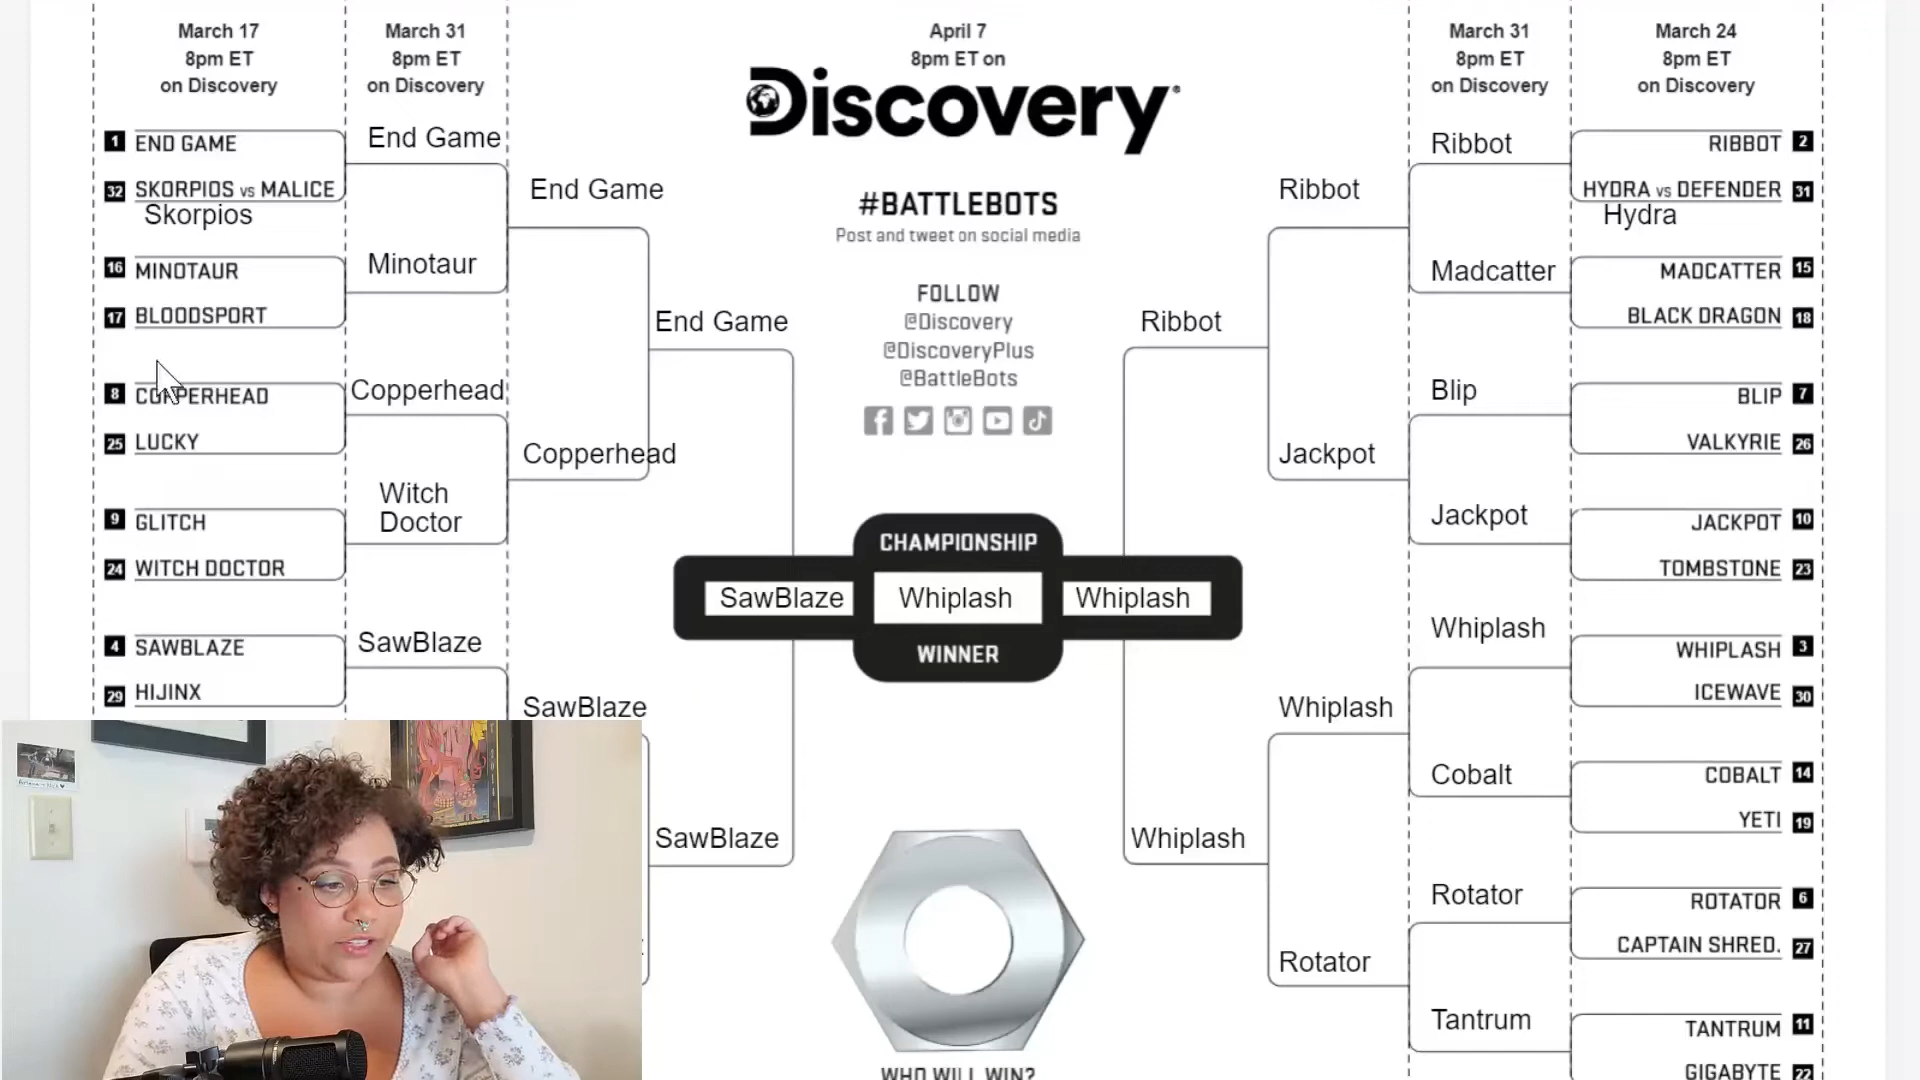 March 17
8pm ET
on Discovery
March 31
8pm ET
on Discovery
April 7
8pm ET on
Discovery
March 31
8pm ET
on Discovery
March 24
8pm ET
on Discovery
1 END GAME
32 SKORPIOS vs MALICE
Skorpios
16 MINOTAUR
17 BLOODSPORT
8 COPPERHEAD
25 LUCKY
9 GLITCH
24 WITCH DOCTOR
4 SAWBLAZE
29 HIJINX
End Game
Minotaur
Copperhead
Witch
Doctor
SawBlaze
End Game
Copperhead
SawBlaze
End Game
SawBlaze
#BATTLEBOTS
Post and tweet on social media
FOLLOW
@Discovery
@DiscoveryPlus
@BattleBots
CHAMPIONSHIP
SawBlaze Whiplash Whiplash
WINNER
WHO WILL WIN?
Ribbot
Whiplash
Ribbot
Jackpot
Whiplash
Rotator
Ribbot
Madcatter
Blip
Jackpot
Whiplash
Cobalt
Rotator
Tantrum
RIBBOT 2
HYDRA vs DEFENDER 31
Hydra
MADCATTER 15
BLACK DRAGON 18
BLIP 7
VALKYRIE 26
JACKPOT 10
TOMBSTONE 23
WHIPLASH 3
ICEWAVE 30
COBALT 14
YETI 19
ROTATOR 6
CAPTAIN SHRED. 27
TANTRUM 11
GIGABYTE 22